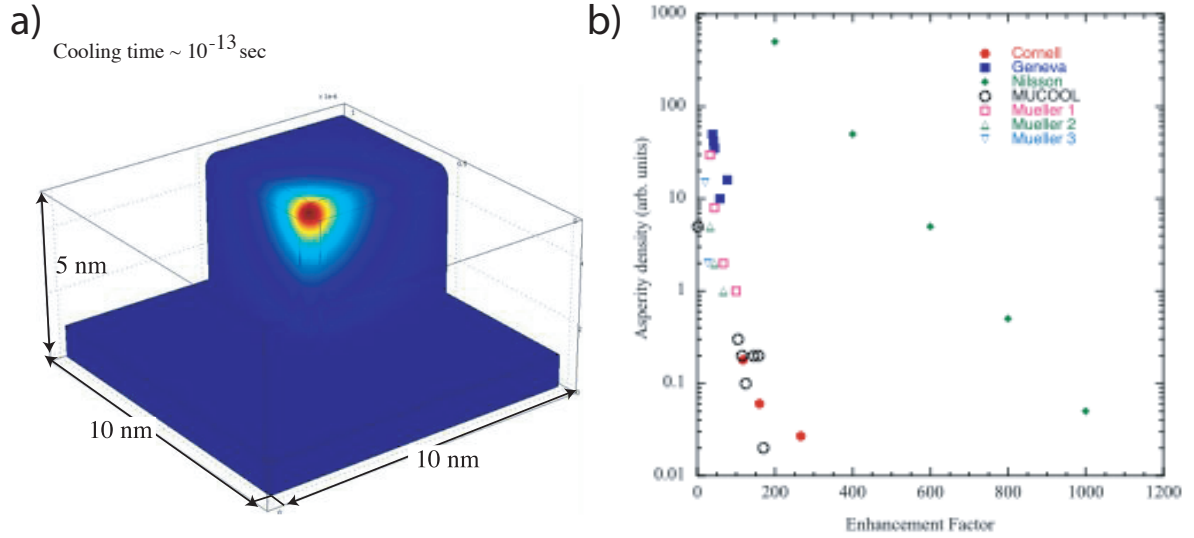 a)
Cooling time ~ 10⁻¹³ sec
5 nm
10 nm
10 nm
b)
1000
100
10
1
0.1
0.01
Asperity density (arb. units)
Cornell
Geneva
Nilsson
MUCOOL
Mueller 1
Mueller 2
Mueller 3
0
200
400
600
800
1000
1200
Enhancement Factor